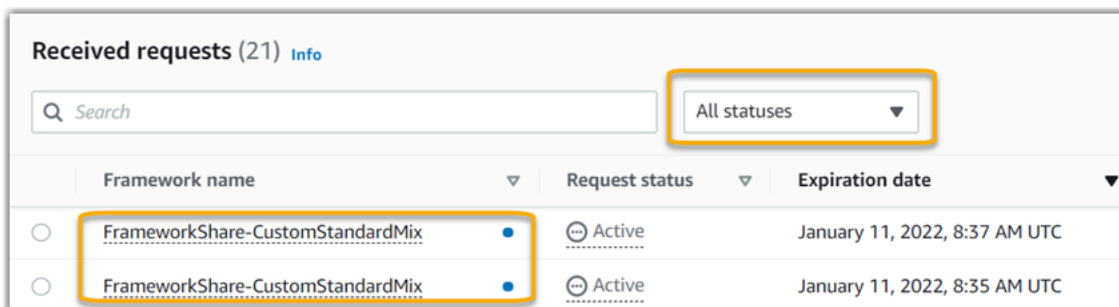 Received requests (21) Info
Search
All statuses
Framework name Request status Expiration date
FrameworkShare-CustomStandardMix Active January 11, 2022, 8:37 AM UTC
FrameworkShare-CustomStandardMix Active January 11, 2022, 8:35 AM UTC